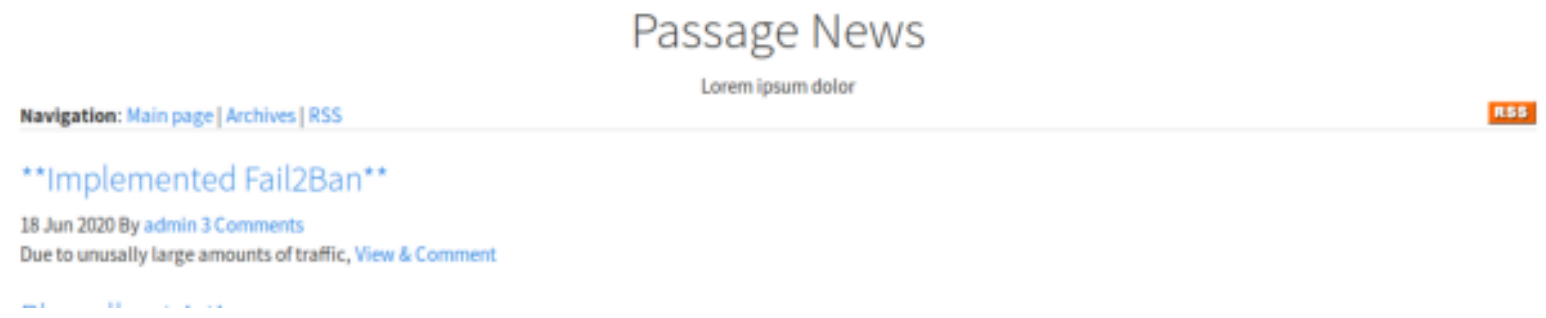 Passage News
Lorem ipsum dolor
Navigation: Main page | Archives | RSS
RSS
**Implemented Fail2Ban**
18 Jun 2020 By admin 3 Comments
Due to unusally large amounts of traffic, View & Comment